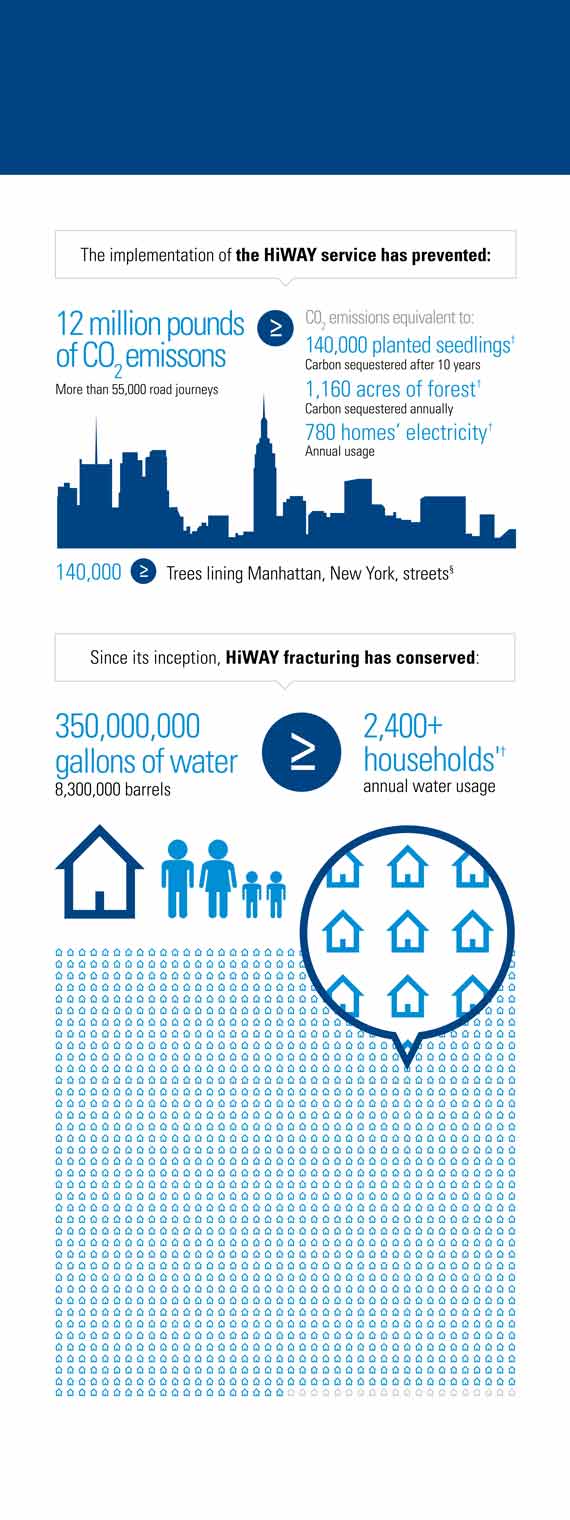 The implementation of the HiWAY service has prevented:
12 million pounds
of CO₂ emissons
More than 55,000 road journeys
≥
CO₂ emissions equivalent to:
140,000 planted seedlings†
Carbon sequestered after 10 years
1,160 acres of forest†
Carbon sequestered annually
780 homes’ electricity†
Annual usage
140,000 ≥ Trees lining Manhattan, New York, streets§
Since its inception, HiWAY fracturing has conserved:
350,000,000
gallons of water
8,300,000 barrels
≥
2,400+
households‡†
annual water usage